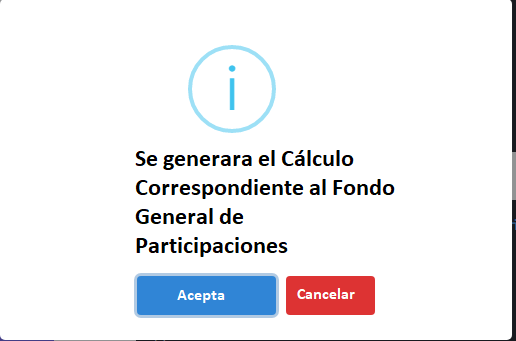 Se generara el Cálculo
Correspondiente al Fondo
General de
Participaciones
Acepta
Cancelar